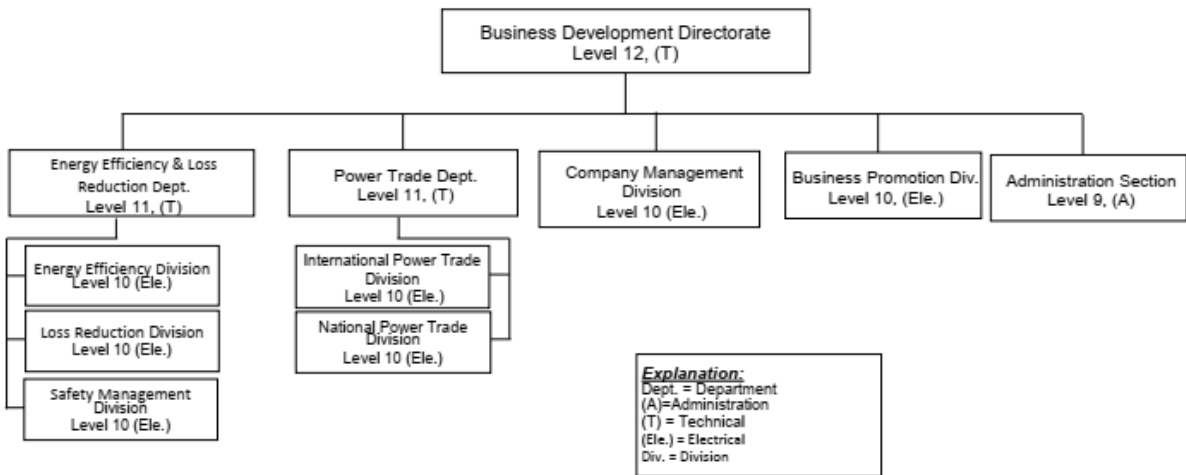 Business Development Directorate
Level 12, (T)
Energy Efficiency & Loss
Reduction Dept.
Level 11, (T)
Power Trade Dept.
Level 11, (T)
Company Management
Division
Level 10 (Ele.)
Business Promotion Div.
Level 10, (Ele.)
Administration Section
Level 9, (A)
Energy Efficiency Division
Level 10 (Ele.)
Loss Reduction Division
Level 10 (Ele.)
Safety Management
Division
Level 10 (Ele.)
International Power Trade
Division
Level 10 (Ele.)
National Power Trade
Division
Level 10 (Ele.)
Explanation:
Dept. = Department
(A)=Administration
(T) = Technical
(Ele.) = Electrical
Div. = Division